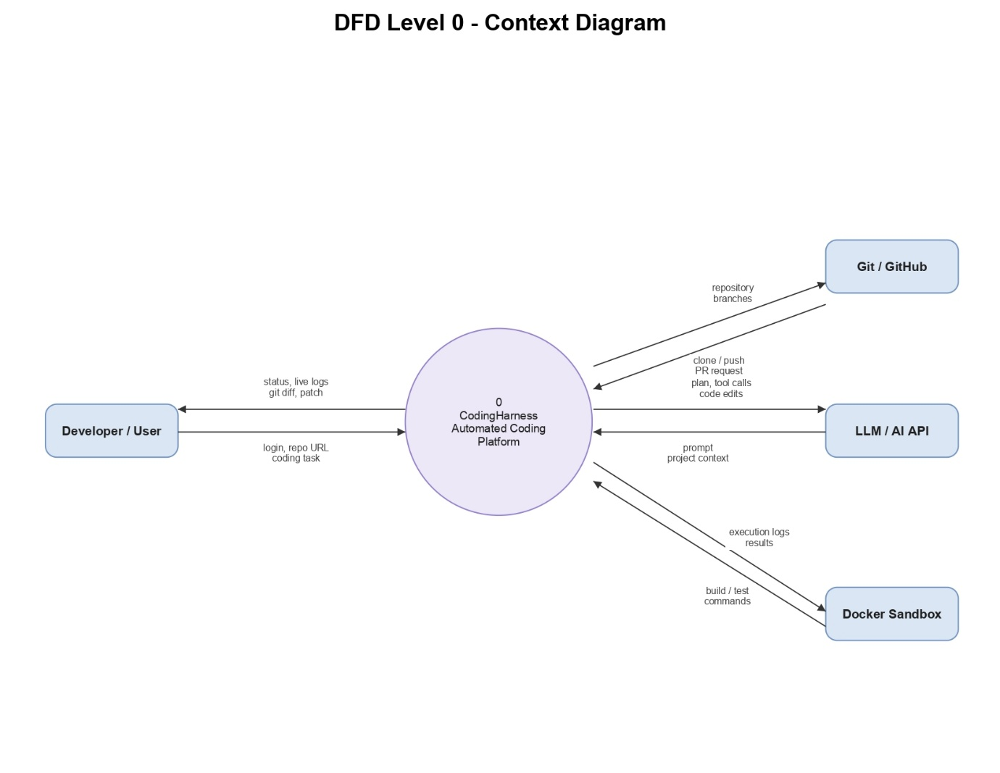 DFD Level 0 - Context Diagram
Git / GitHub
repository
branches
clone / push
PR request
plan, tool calls
code edits
status, live logs
git diff, patch
0
CodingHarness
Automated Coding
Platform
Developer / User
LLM / AI API
login, repo URL
coding task
prompt
project context
execution logs
results
build / test
commands
Docker Sandbox